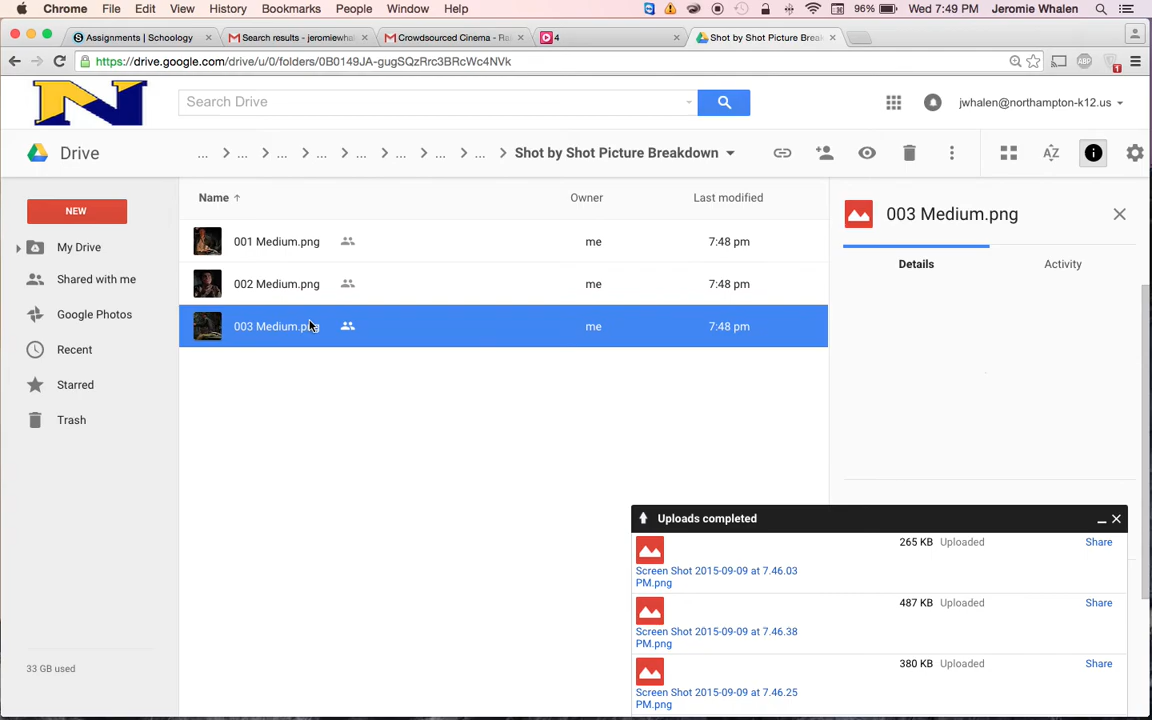 Chrome File Edit View History Bookmarks People Window Help 96% Wed 7:49 PM Jeromie Whalen
Assignments | Schoology × Search results - jeromiewha × Crowdsourced Cinema - Ra × 4 × Shot by Shot Picture Break ×
https://drive.google.com/drive/u/0/folders/0B0149JA-gugSQzRrc3BRcWc4NVk
N Search Drive jwhalen@northampton-k12.us
Drive ... > ... > ... > ... > ... > ... > ... > ... > Shot by Shot Picture Breakdown
NEW
My Drive
Shared with me
Google Photos
Recent
Starred
Trash
33 GB used
Name Owner Last modified
001 Medium.png me 7:48 pm
002 Medium.png me 7:48 pm
003 Medium.png me 7:48 pm
003 Medium.png
Details Activity
Uploads completed
265 KB Uploaded Share
Screen Shot 2015-09-09 at 7.46.03
PM.png
487 KB Uploaded Share
Screen Shot 2015-09-09 at 7.46.38
PM.png
380 KB Uploaded Share
Screen Shot 2015-09-09 at 7.46.25
PM.png